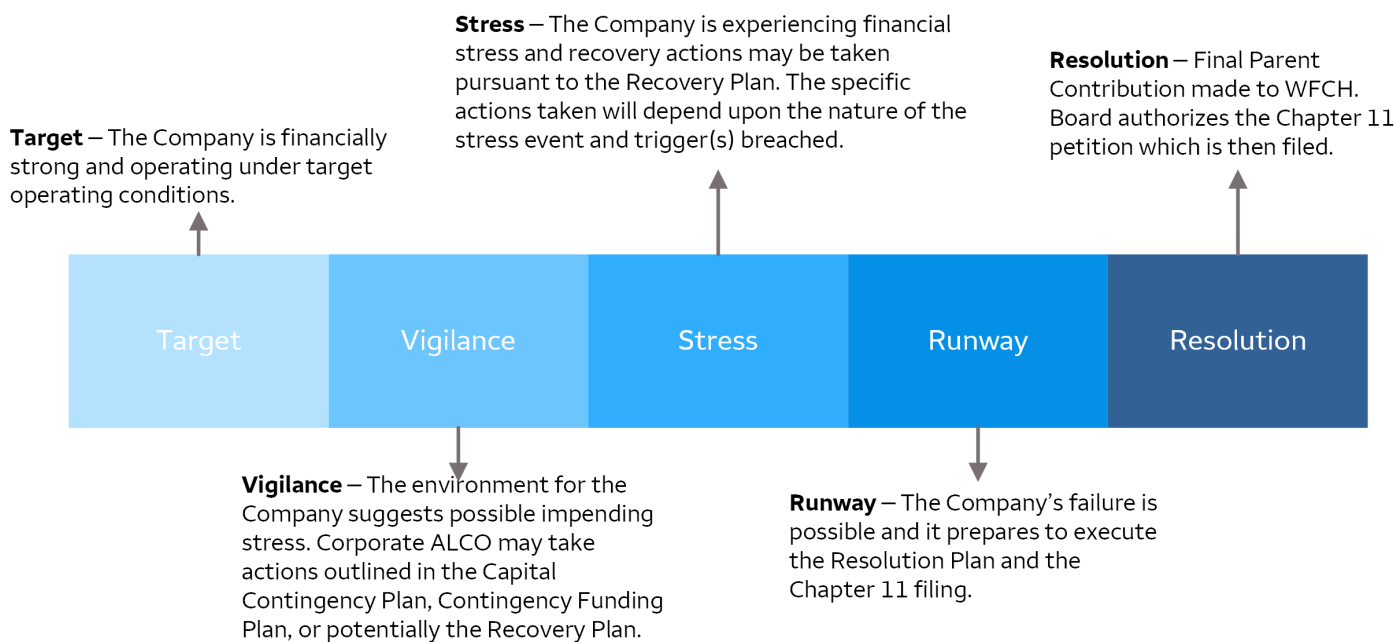 Stress – The Company is experiencing financial
stress and recovery actions may be taken
pursuant to the Recovery Plan. The specific
actions taken will depend upon the nature of the
stress event and trigger(s) breached.
Resolution – Final Parent
Contribution made to WFCH.
Board authorizes the Chapter 11
petition which is then filed.
Target – The Company is financially
strong and operating under target
operating conditions.
Target
Vigilance
Stress
Runway
Resolution
Vigilance – The environment for the
Company suggests possible impending
stress. Corporate ALCO may take
actions outlined in the Capital
Contingency Plan, Contingency Funding
Plan, or potentially the Recovery Plan.
Runway – The Company’s failure is
possible and it prepares to execute
the Resolution Plan and the
Chapter 11 filing.